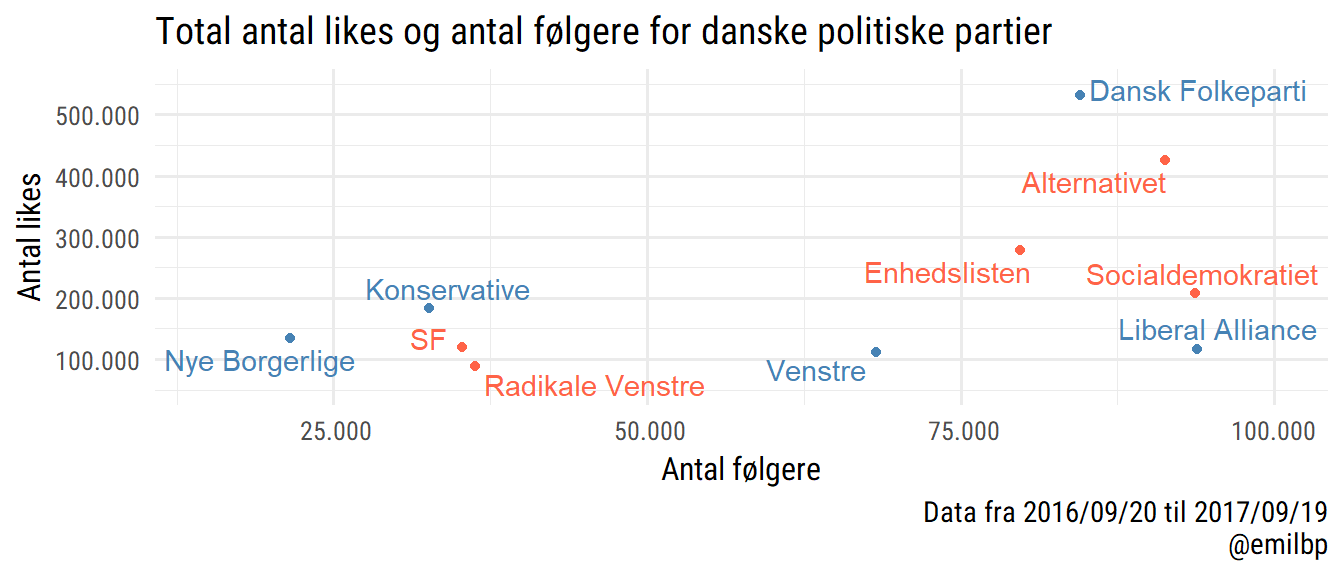 Total antal likes og antal følgere for danske politiske partier
Antal likes
500.000
400.000
300.000
200.000
100.000
Dansk Folkeparti
Alternativet
Enhedslisten
Socialdemokratiet
Konservative
Liberal Alliance
SF
Nye Borgerlige
Venstre
Radikale Venstre
25.000
50.000
75.000
100.000
Antal følgere
Data fra 2016/09/20 til 2017/09/19
@emilbp